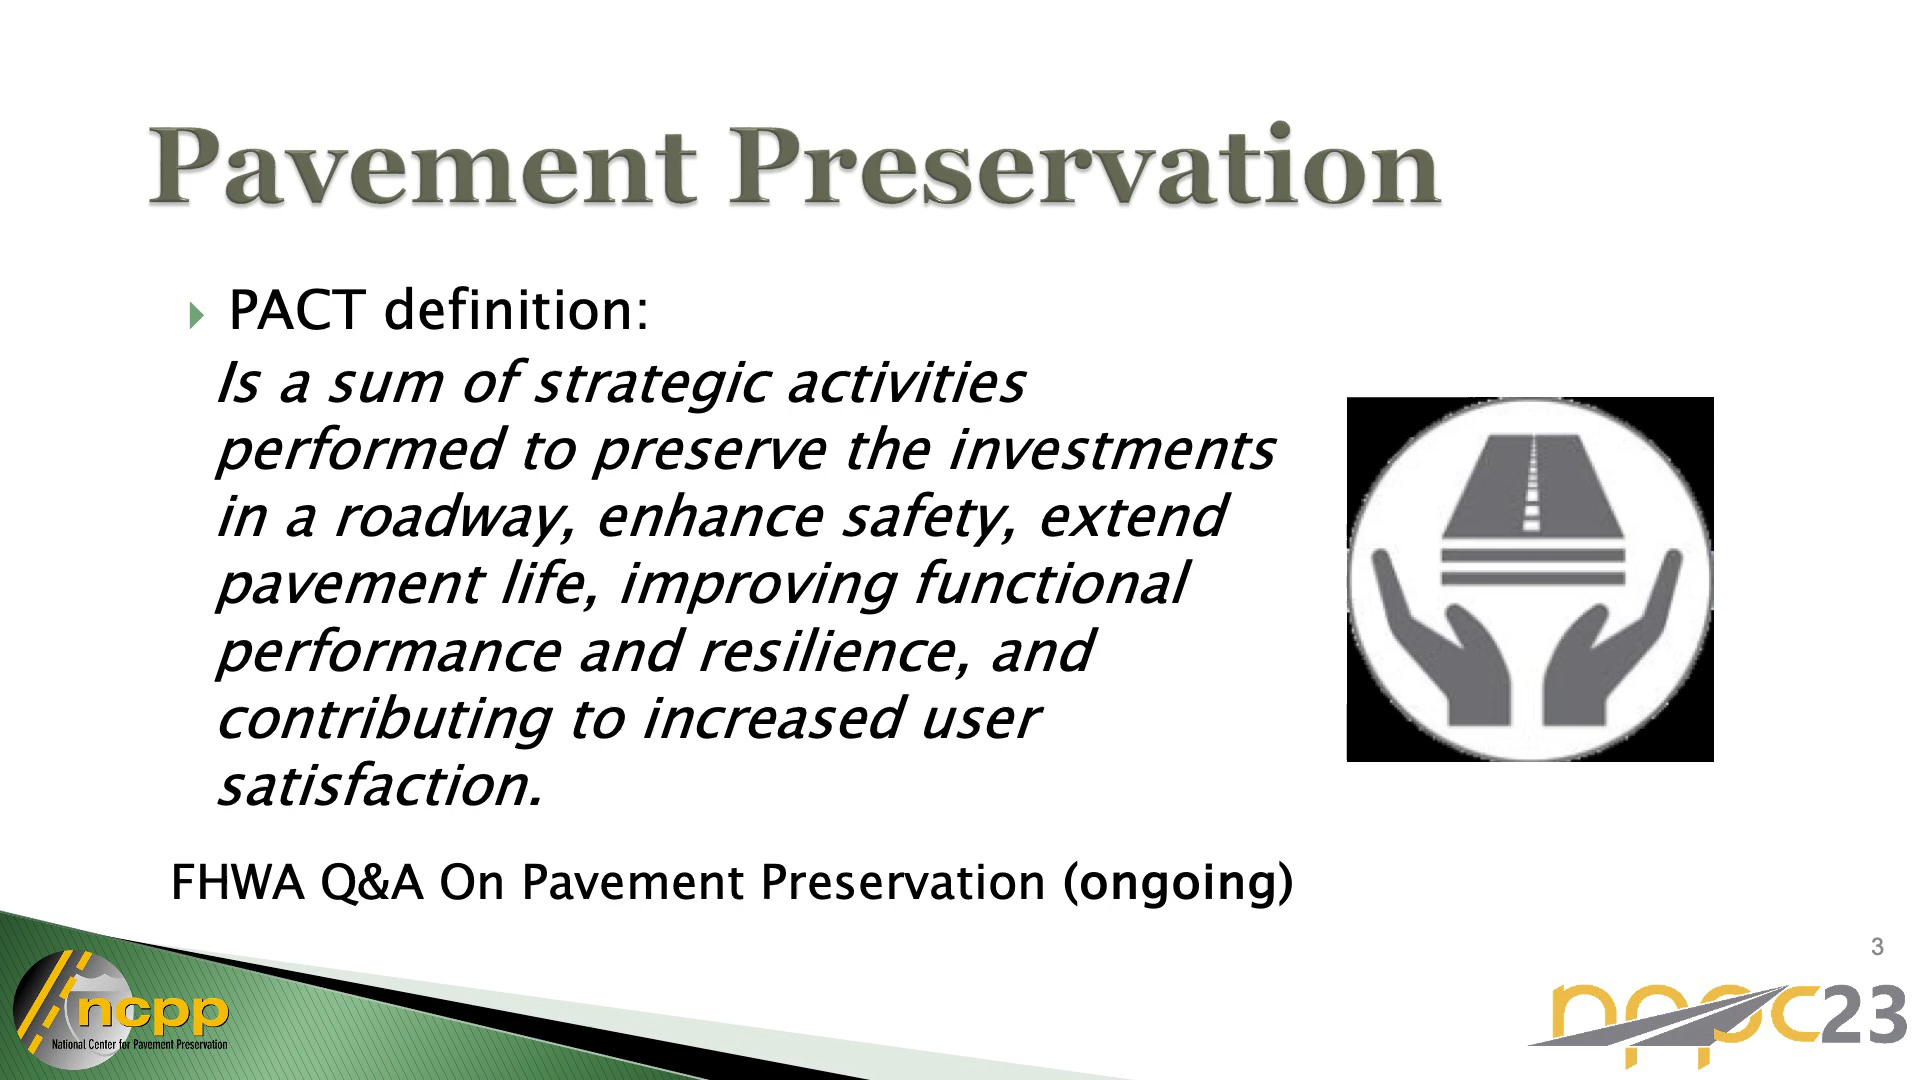 Pavement Preservation
PACT definition:
Is a sum of strategic activities
performed to preserve the investments
in a roadway, enhance safety, extend
pavement life, improving functional
performance and resilience, and
contributing to increased user
satisfaction.
FHWA Q&A On Pavement Preservation (ongoing)
3
ncpp
National Center for Pavement Preservation
nppc23